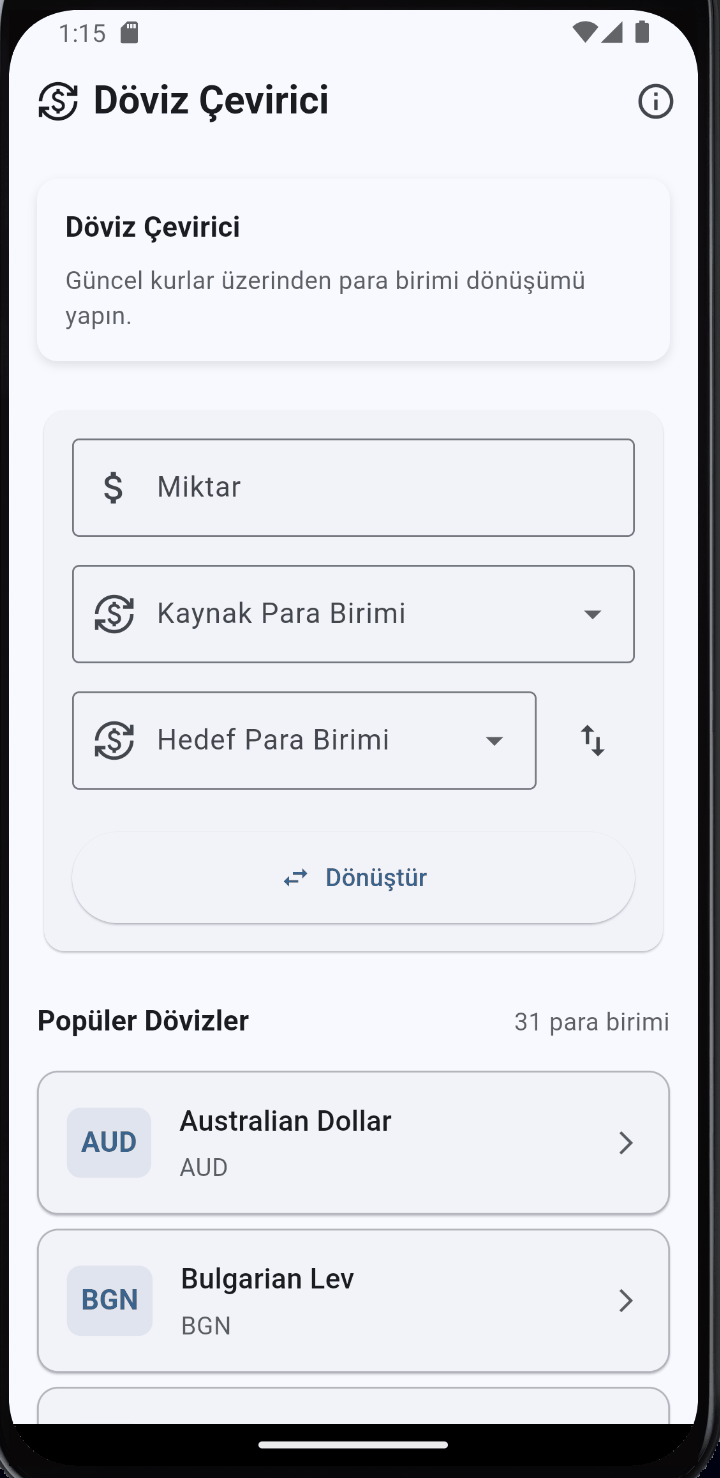 1:15
Döviz Çevirici
Döviz Çevirici
Güncel kurlar üzerinden para birimi dönüşümü
yapın.
$ Miktar
Kaynak Para Birimi
Hedef Para Birimi
Dönüştür
Popüler Dövizler 31 para birimi
AUD Australian Dollar
AUD
BGN Bulgarian Lev
BGN